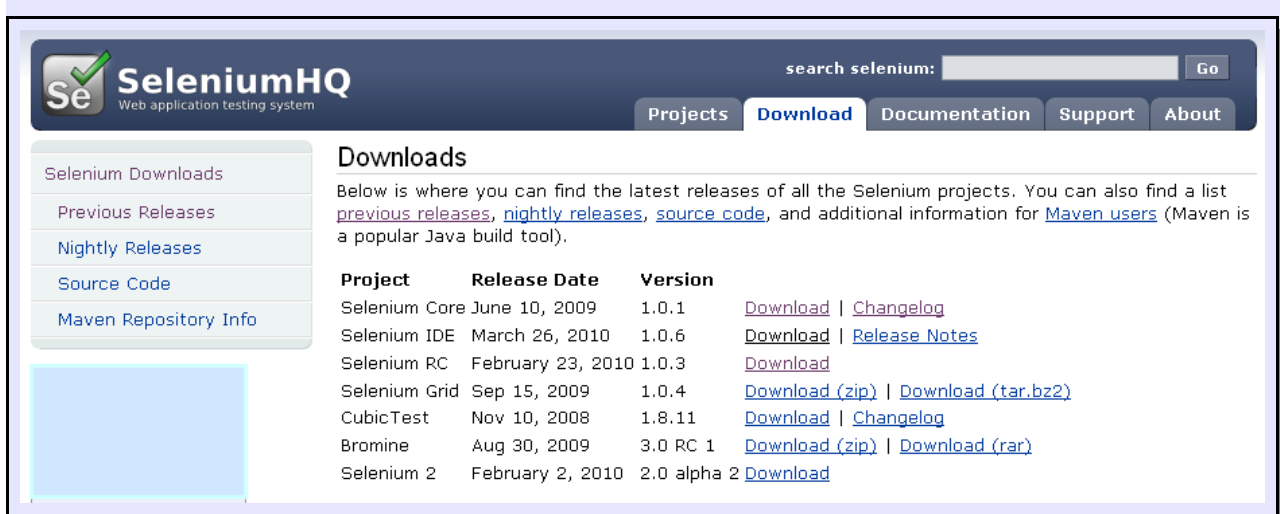 Se
SeleniumHQ
Web application testing system
search selenium: Go
Projects Download Documentation Support About
Selenium Downloads
Previous Releases
Nightly Releases
Source Code
Maven Repository Info
Downloads
Below is where you can find the latest releases of all the Selenium projects. You can also find a list
previous releases, nightly releases, source code, and additional information for Maven users (Maven is
a popular Java build tool).
Project Release Date Version
Selenium Core June 10, 2009 1.0.1 Download | Changelog
Selenium IDE March 26, 2010 1.0.6 Download | Release Notes
Selenium RC February 23, 2010 1.0.3 Download
Selenium Grid Sep 15, 2009 1.0.4 Download (zip) | Download (tar.bz2)
CubicTest Nov 10, 2008 1.8.11 Download | Changelog
Bromine Aug 30, 2009 3.0 RC 1 Download (zip) | Download (rar)
Selenium 2 February 2, 2010 2.0 alpha 2 Download